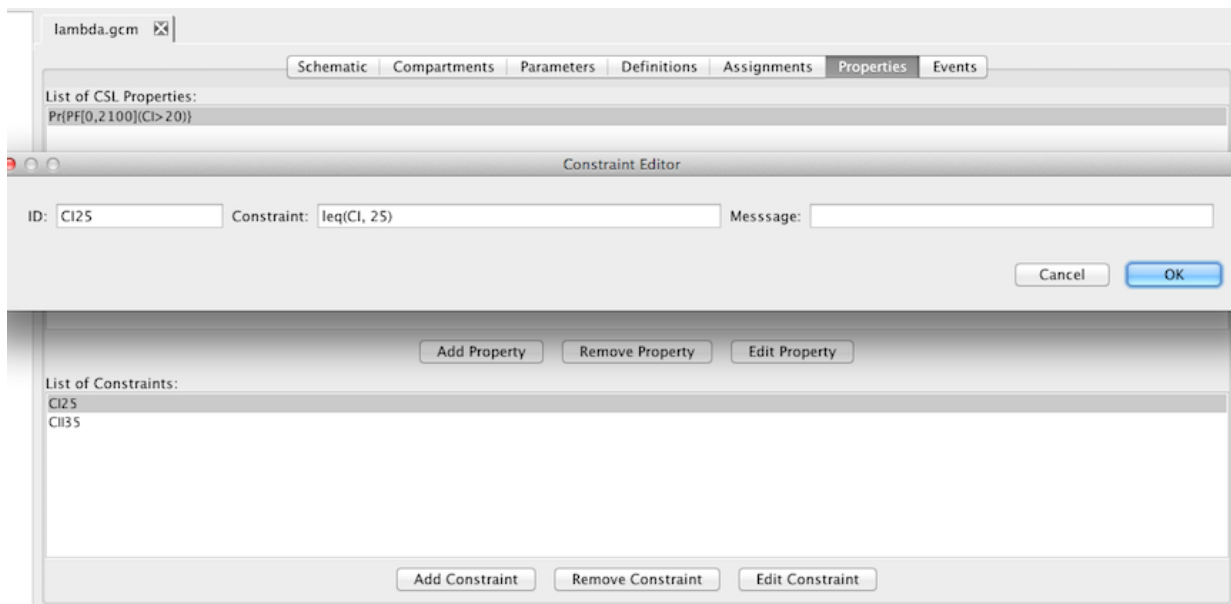 lambda.gcm
Schematic Compartments Parameters Definitions Assignments Properties Events
List of CSL Properties:
Pr{PF[0,2100](CI>20)}
Constraint Editor
ID: CI25 Constraint: leq(CI, 25) Messsage:
Cancel OK
Add Property Remove Property Edit Property
List of Constraints:
CI25
CII35
Add Constraint Remove Constraint Edit Constraint